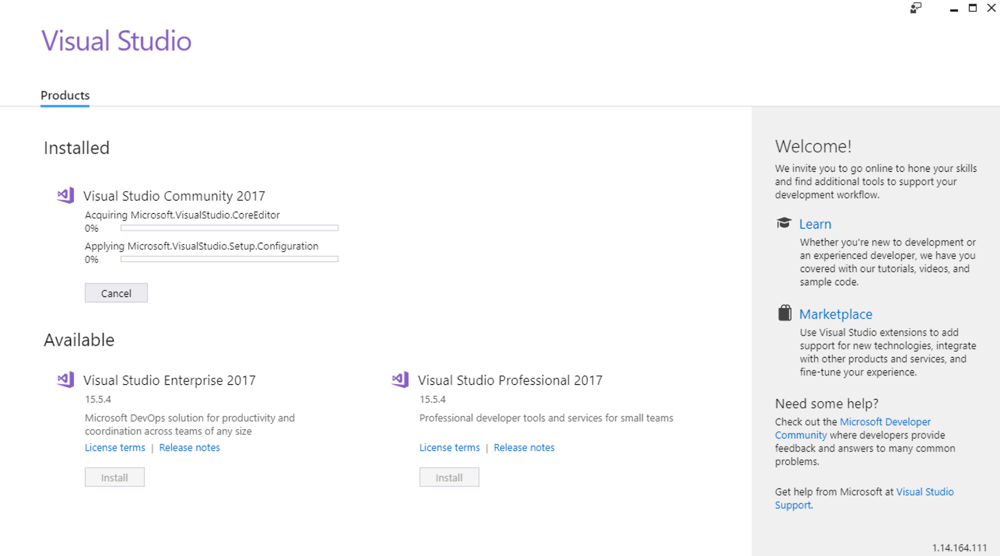 Visual Studio
Products
Installed
Visual Studio Community 2017
Acquiring Microsoft.VisualStudio.CoreEditor
0%
Applying Microsoft.VisualStudio.Setup.Configuration
0%
Cancel
Available
Visual Studio Enterprise 2017
15.5.4
Microsoft DevOps solution for productivity and
coordination across teams of any size
License terms | Release notes
Install
Visual Studio Professional 2017
15.5.4
Professional developer tools and services for small teams
License terms | Release notes
Install
Welcome!
We invite you to go online to hone your skills
and find additional tools to support your
development workflow.
Learn
Whether you're new to development or
an experienced developer, we have you
covered with our tutorials, videos, and
sample code.
Marketplace
Use Visual Studio extensions to add
support for new technologies, integrate
with other products and services, and
fine-tune your experience.
Need some help?
Check out the Microsoft Developer
Community where developers provide
feedback and answers to many common
problems.
Get help from Microsoft at Visual Studio
Support.
1.14.164.111